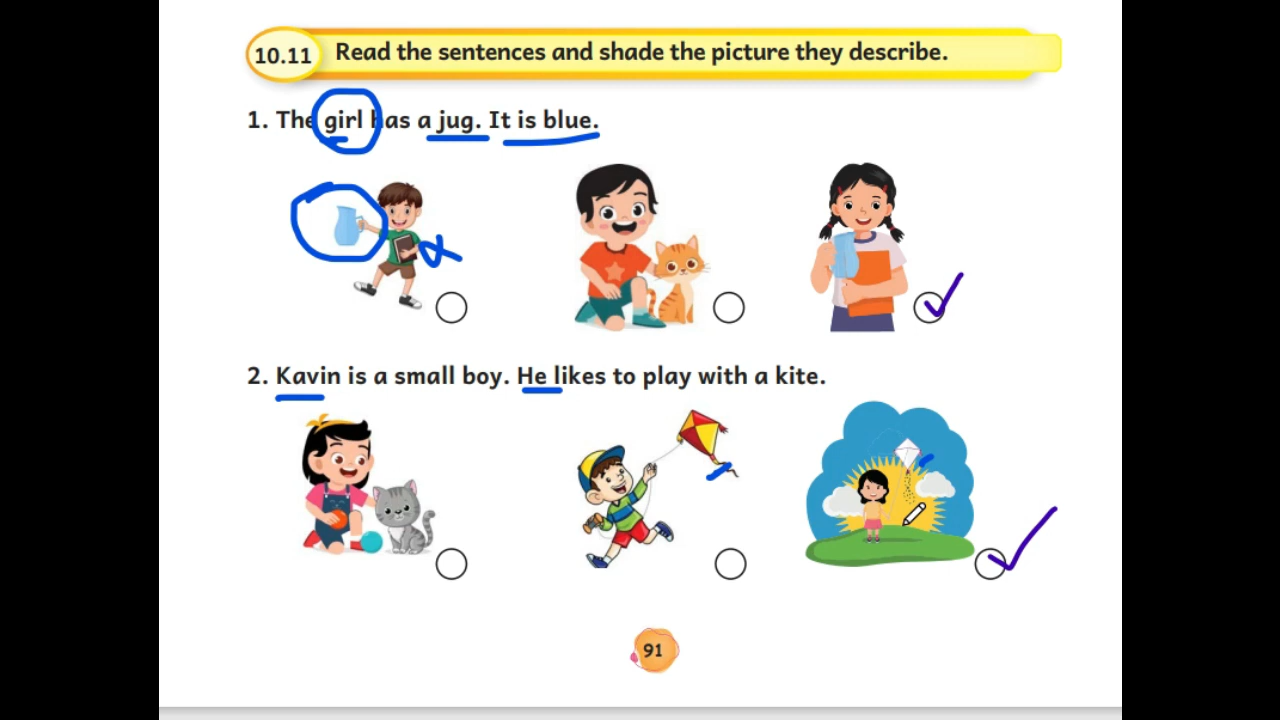 10.11 Read the sentences and shade the picture they describe.
1. The girl has a jug. It is blue.
2. Kavin is a small boy. He likes to play with a kite.
91